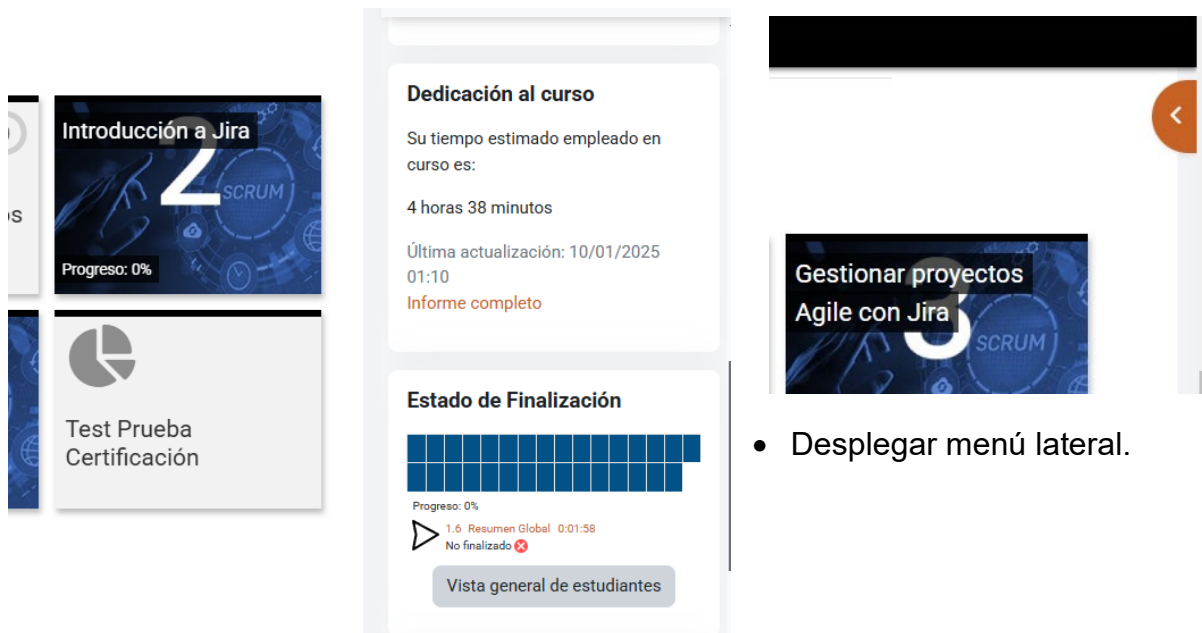 os
Introducción a Jira
2
SCRUM
Progreso: 0%
Test Prueba
Certificación
Dedicación al curso
Su tiempo estimado empleado en
curso es:
4 horas 38 minutos
Última actualización: 10/01/2025
01:10
Informe completo
Estado de Finalización
Progreso: 0%
1.6 Resumen Global 0:01:58
No finalizado
Vista general de estudiantes
Gestionar proyectos
Agile con Jira
3
SCRUM
• Desplegar menú lateral.